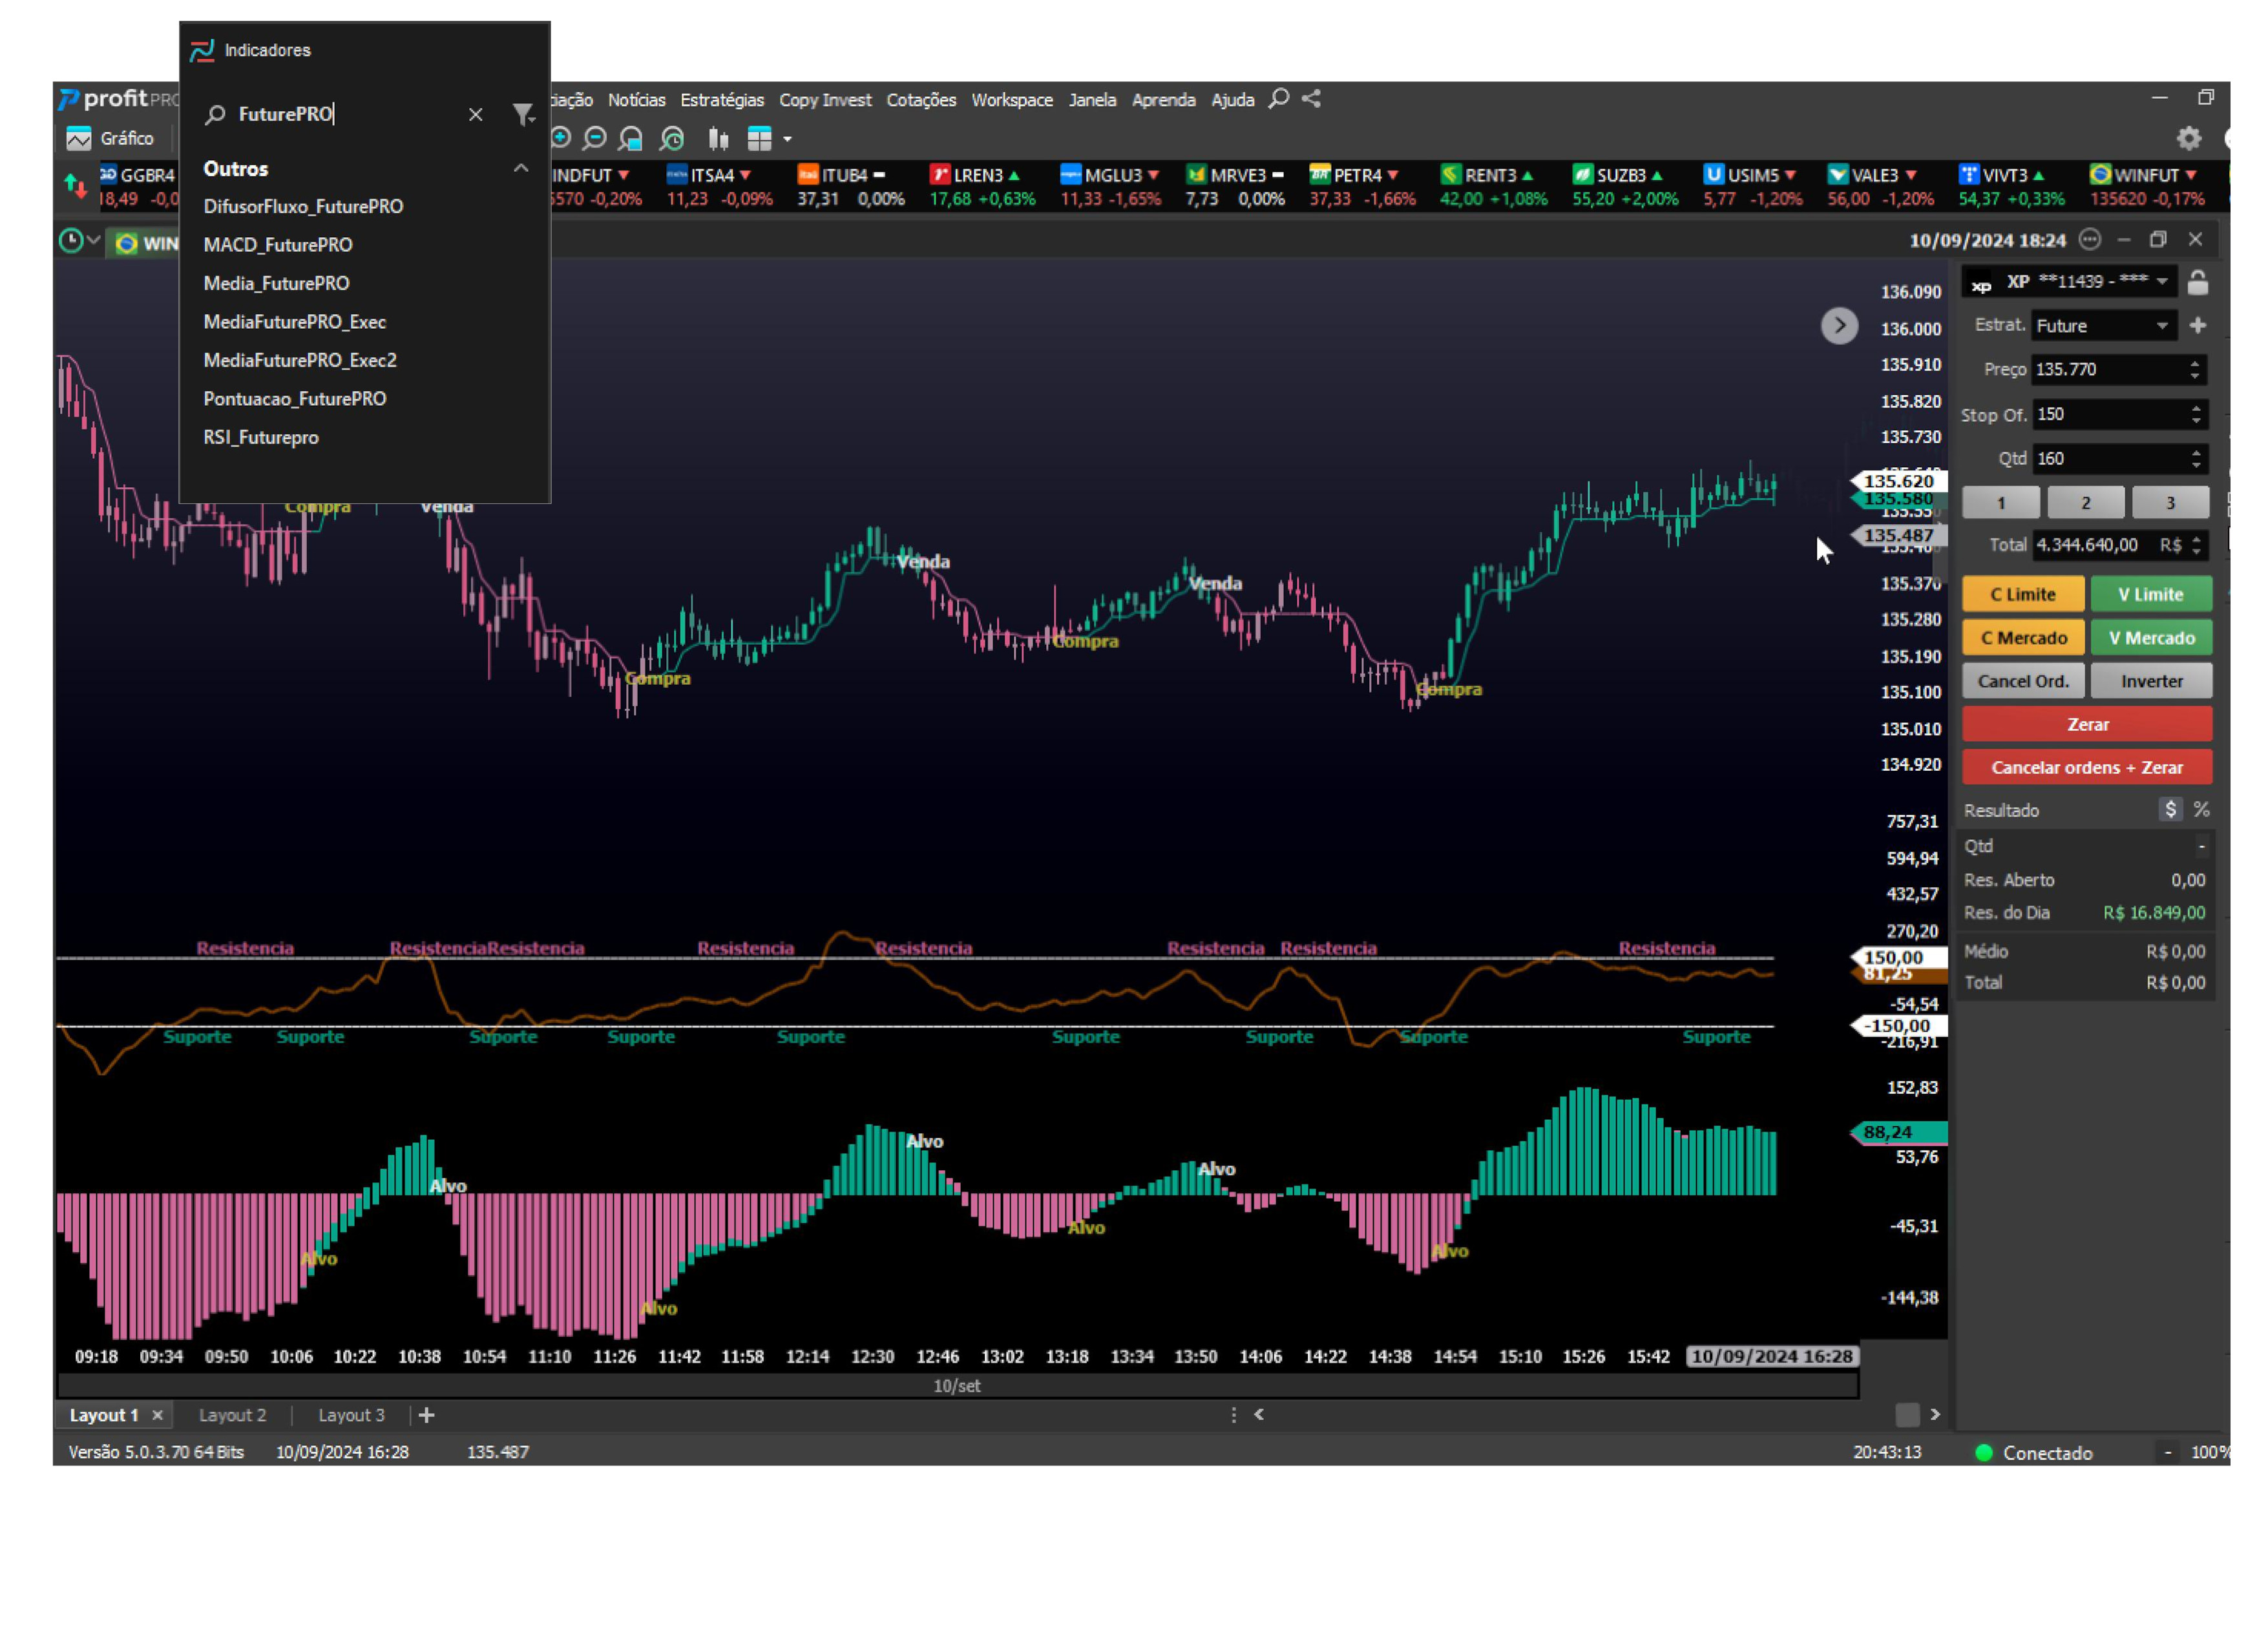 Indicadores
FuturePRO
Outros
DifusorFluxo_FuturePRO
MACD_FuturePRO
Media_FuturePRO
MediaFuturePRO_Exec
MediaFuturePRO_Exec2
Pontuacao_FuturePRO
RSI_Futurepro
profit PRO
Notícias Estratégias Copy Invest Cotações Workspace Janela Aprenda Ajuda
Gráfico
GGBR4 INDFUT ITSA4 ITUB4 LREN3 MGLU3 MRVE3 PETR4 RENT3 SUZB3 USIM5 VALE3 VIVT3 WINFUT
18,49 -0,20% 11,23 -0,09% 37,31 0,00% 17,68 +0,63% 11,33 -1,65% 7,73 0,00% 37,33 -1,66% 42,00 +1,08% 55,20 +2,00% 5,77 -1,20% 56,00 -1,20% 54,37 +0,33% 135620 -0,17%
WIN
10/09/2024 18:24
136.090
136.000
135.910
135.820
135.730
135.620
135.580
135.487
135.370
135.280
135.190
135.100
135.010
134.920
Compra Venda
Venda
Venda
Compra
Compra
Compra
757,31
594,94
432,57
270,20
Resistencia Resistencia Resistencia Resistencia Resistencia Resistencia Resistencia Resistencia
150,00
81,25
-54,54
-150,00
-216,91
Suporte Suporte Suporte Suporte Suporte Suporte Suporte Suporte Suporte
152,83
88,24
53,76
-45,31
-144,38
Alvo
Alvo
Alvo
Alvo
Alvo
Alvo
Alvo
09:18 09:34 09:50 10:06 10:22 10:38 10:54 11:10 11:26 11:42 11:58 12:14 12:30 12:46 13:02 13:18 13:34 13:50 14:06 14:22 14:38 14:54 15:10 15:26 15:42 10/09/2024 16:28
10/set
xp XP **11439 - ***
Estrat. Future
Preço 135.770
Stop Of. 150
Qtd 160
1 2 3
Total 4.344.640,00 R$
C Limite V Limite
C Mercado V Mercado
Cancel Ord. Inverter
Zerar
Cancelar ordens + Zerar
Resultado $ %
Qtd -
Res. Aberto 0,00
Res. do Dia R$ 16.849,00
Médio R$ 0,00
Total R$ 0,00
Layout 1 Layout 2 Layout 3
Versão 5.0.3.70 64 Bits 10/09/2024 16:28 135.487 20:43:13 Conectado - 100%